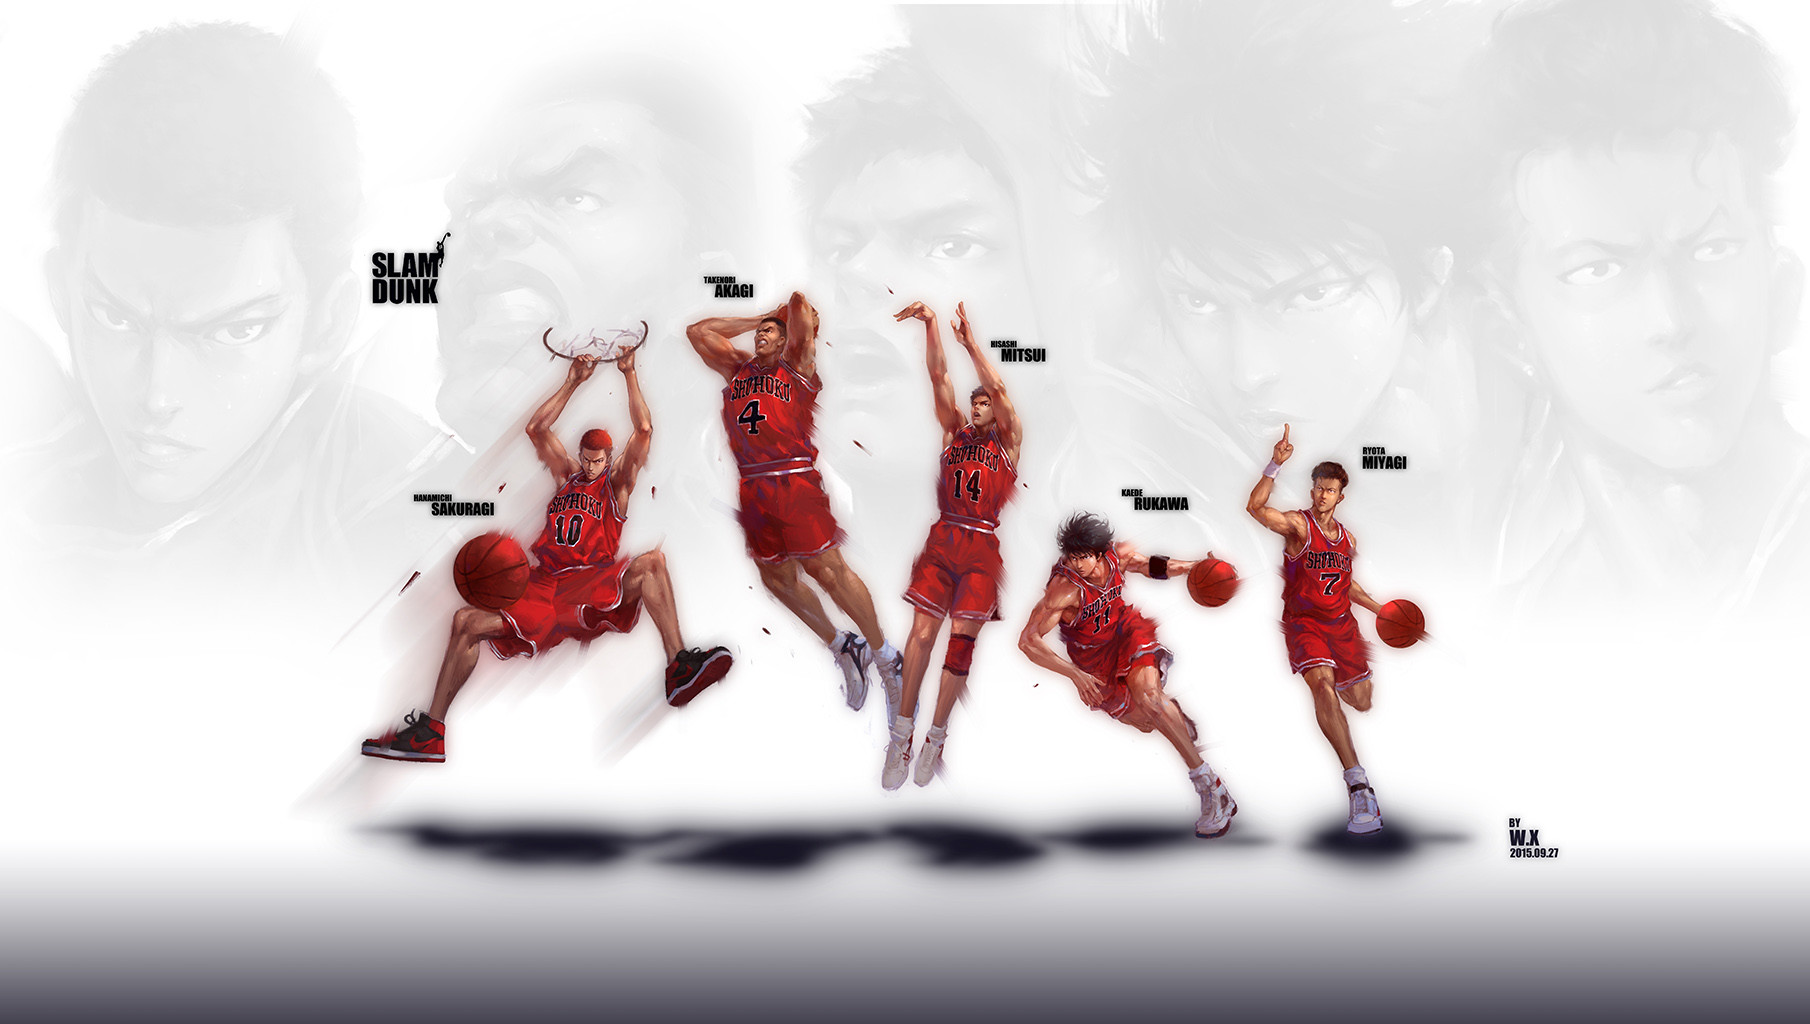 SLAM
DUNK
HANAMICHI
SAKURAGI
SHOHOKU
10
TAKENORI
AKAGI
SHOHOKU
4
HISASHI
MITSUI
SHOHOKU
14
KAEDE
RUKAWA
SHOHOKU
11
RYOTA
MIYAGI
SHOHOKU
7
BY
W.X
2015.09.27